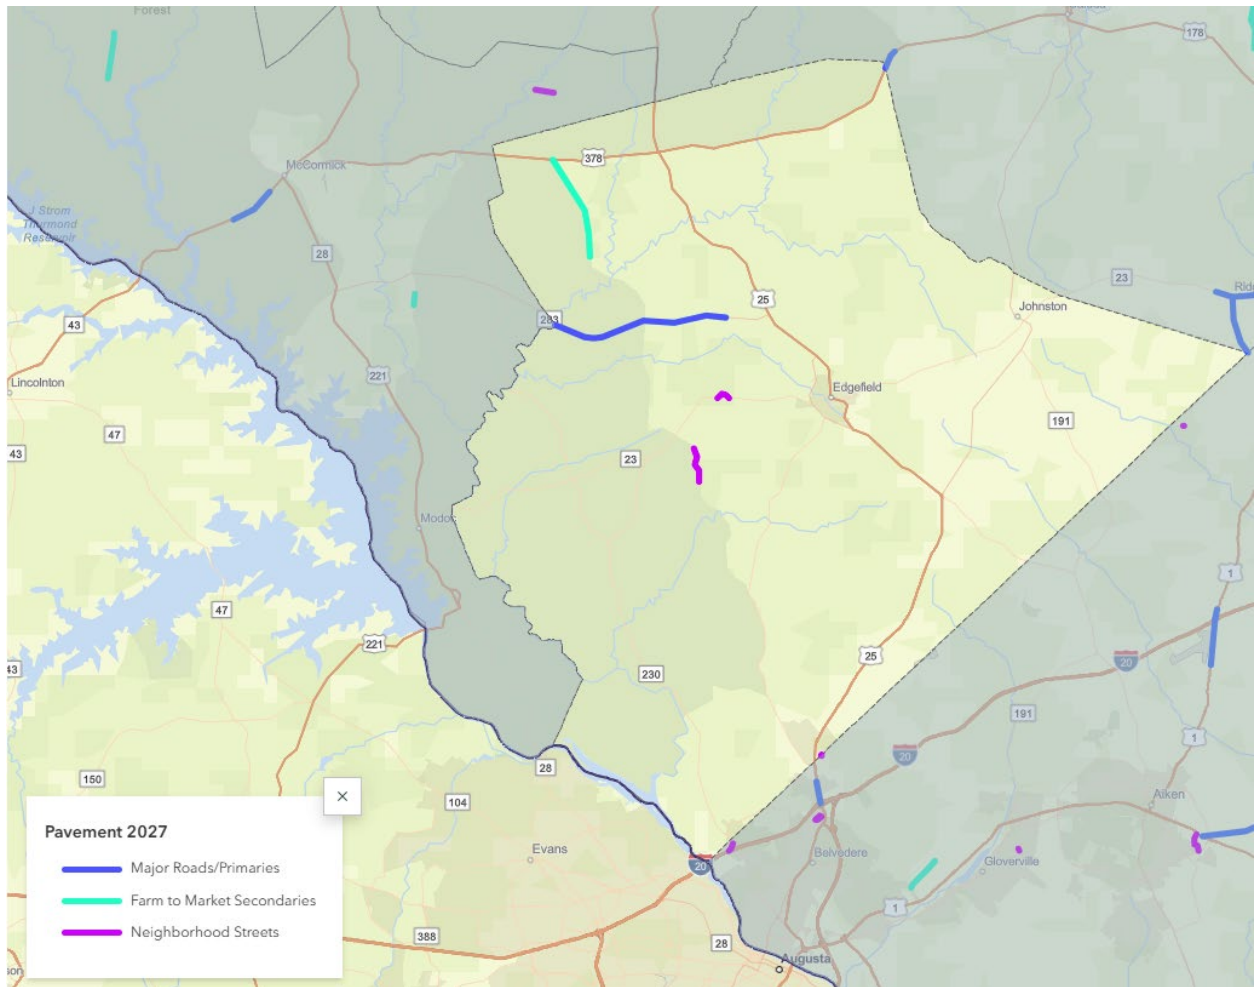 Forest
178
McCormick
378
J Strom
Thurmond
Reservoir
28
23
25
Johnston
43
283
221
Lincolnton
Edgefield
191
47
43
23
Modoc
1
47
221
25
20
43
230
191
20
1
28
150
104
Aiken
Evans
Belvedere
Gloverville
20
1
388
28
Augusta
Pavement 2027
×
Major Roads/Primaries
Farm to Market Secondaries
Neighborhood Streets